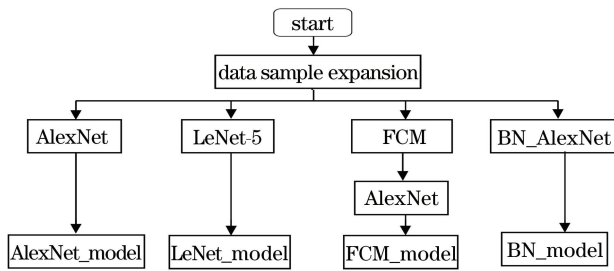 start
data sample expansion
AlexNet
LeNet-5
FCM
BN_AlexNet
AlexNet
AlexNet_model
LeNet_model
FCM_model
BN_model